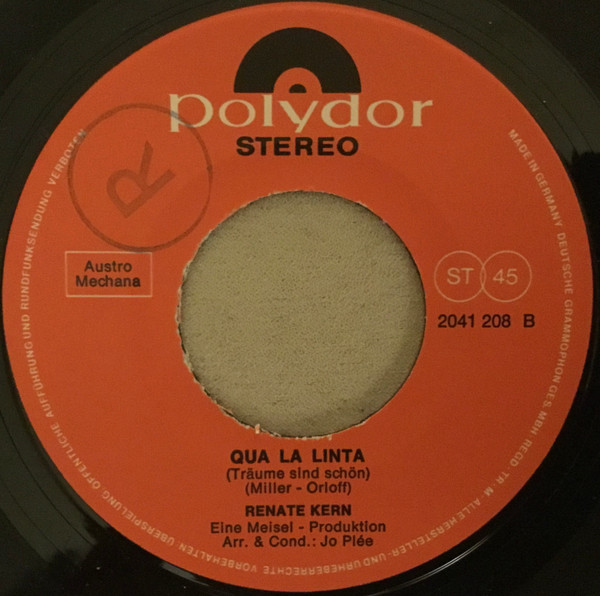 polydor
STEREO
R
Austro
Mechana
ST 45
2041 208 B
QUA LA LINTA
(Träume sind schön)
(Miller - Orloff)
RENATE KERN
Eine Meisel - Produktion
Arr. & Cond.: Jo Plée
MADE IN GERMANY DEUTSCHE GRAMMOPHON GES MBH REGD. TR. M. ALLE HERSTELLER- UND URHEBERRECHTE VORBEHALTEN ÜBERSPIELUNG ÖFFENTLICHE AUFFÜHRUNG UND RUNDFUNKSENDUNG VERBOTEN